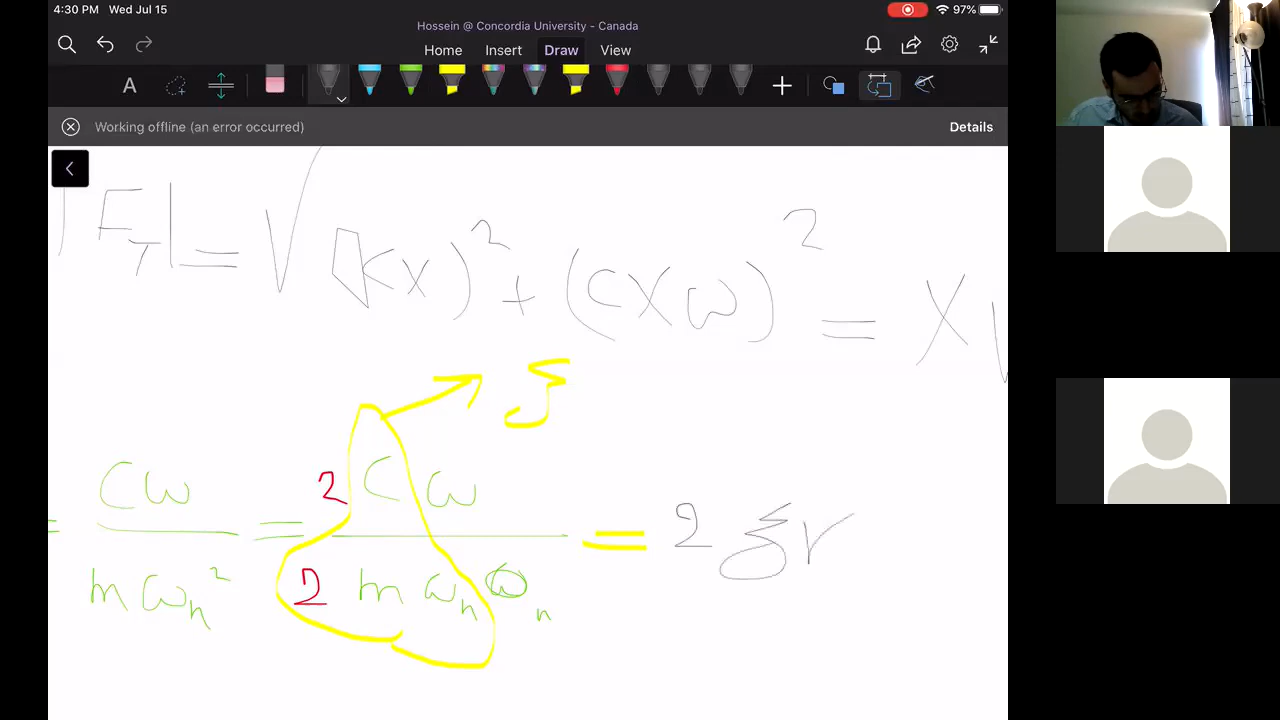 4:30 PM Wed Jul 15 97%
Hossein @ Concordia University - Canada
Home Insert Draw View
A
Working offline (an error occurred) Details
|F_T| = √(KX)² + (CXω)² = X√
ξ
= Cω / mω_n² = 2Cω / 2mω_nω_n = 2ξr